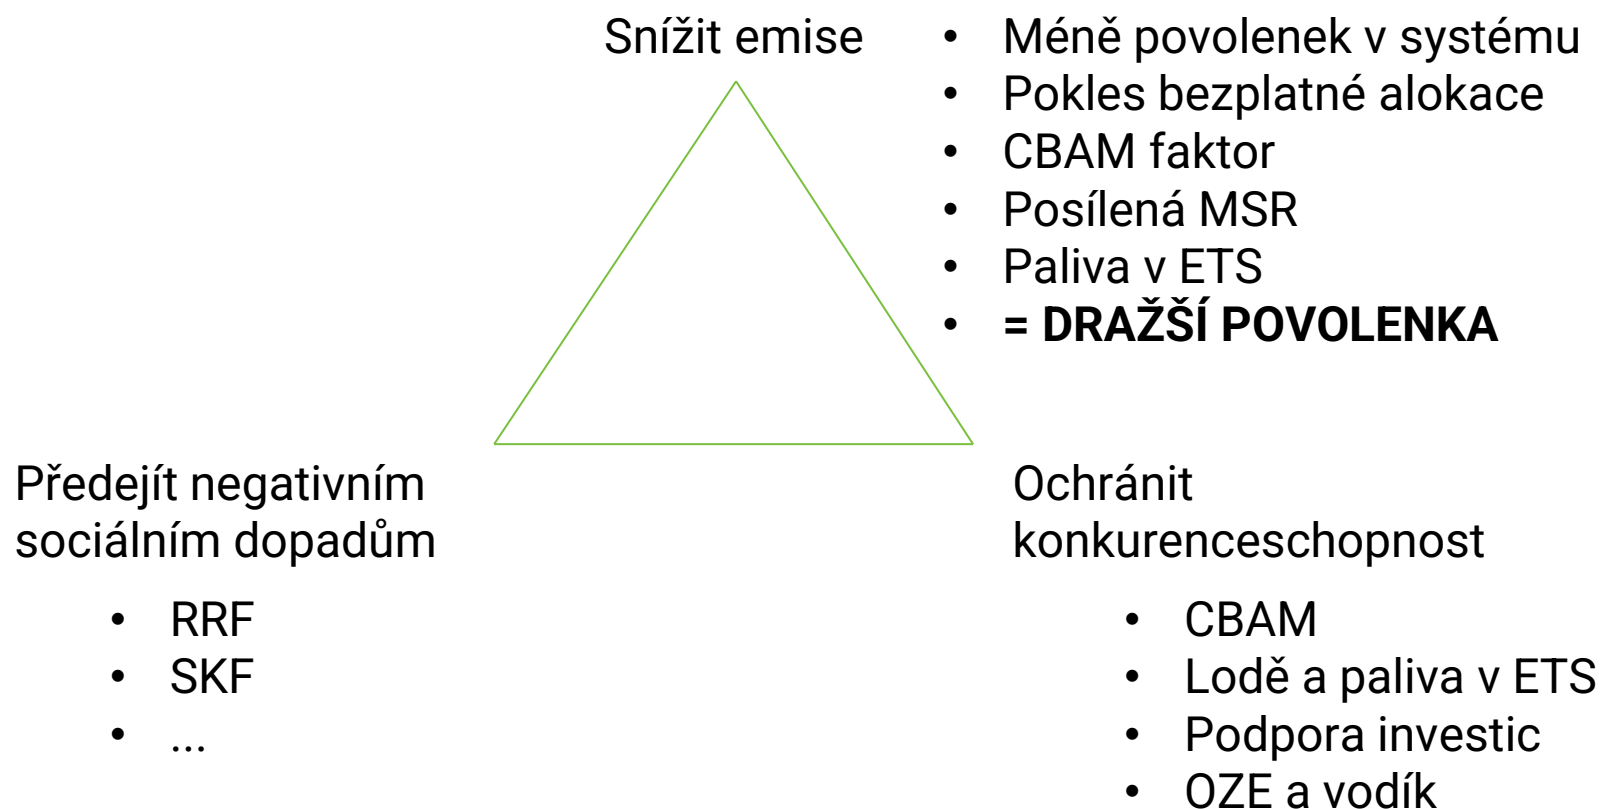 Snížit emise
• Méně povolenek v systému
• Pokles bezplatné alokace
• CBAM faktor
• Posílená MSR
• Paliva v ETS
• = DRAŽŠÍ POVOLENKA
Předejít negativním
sociálním dopadům
• RRF
• SKF
• ...
Ochránit
konkurenceschopnost
• CBAM
• Lodě a paliva v ETS
• Podpora investic
• OZE a vodík